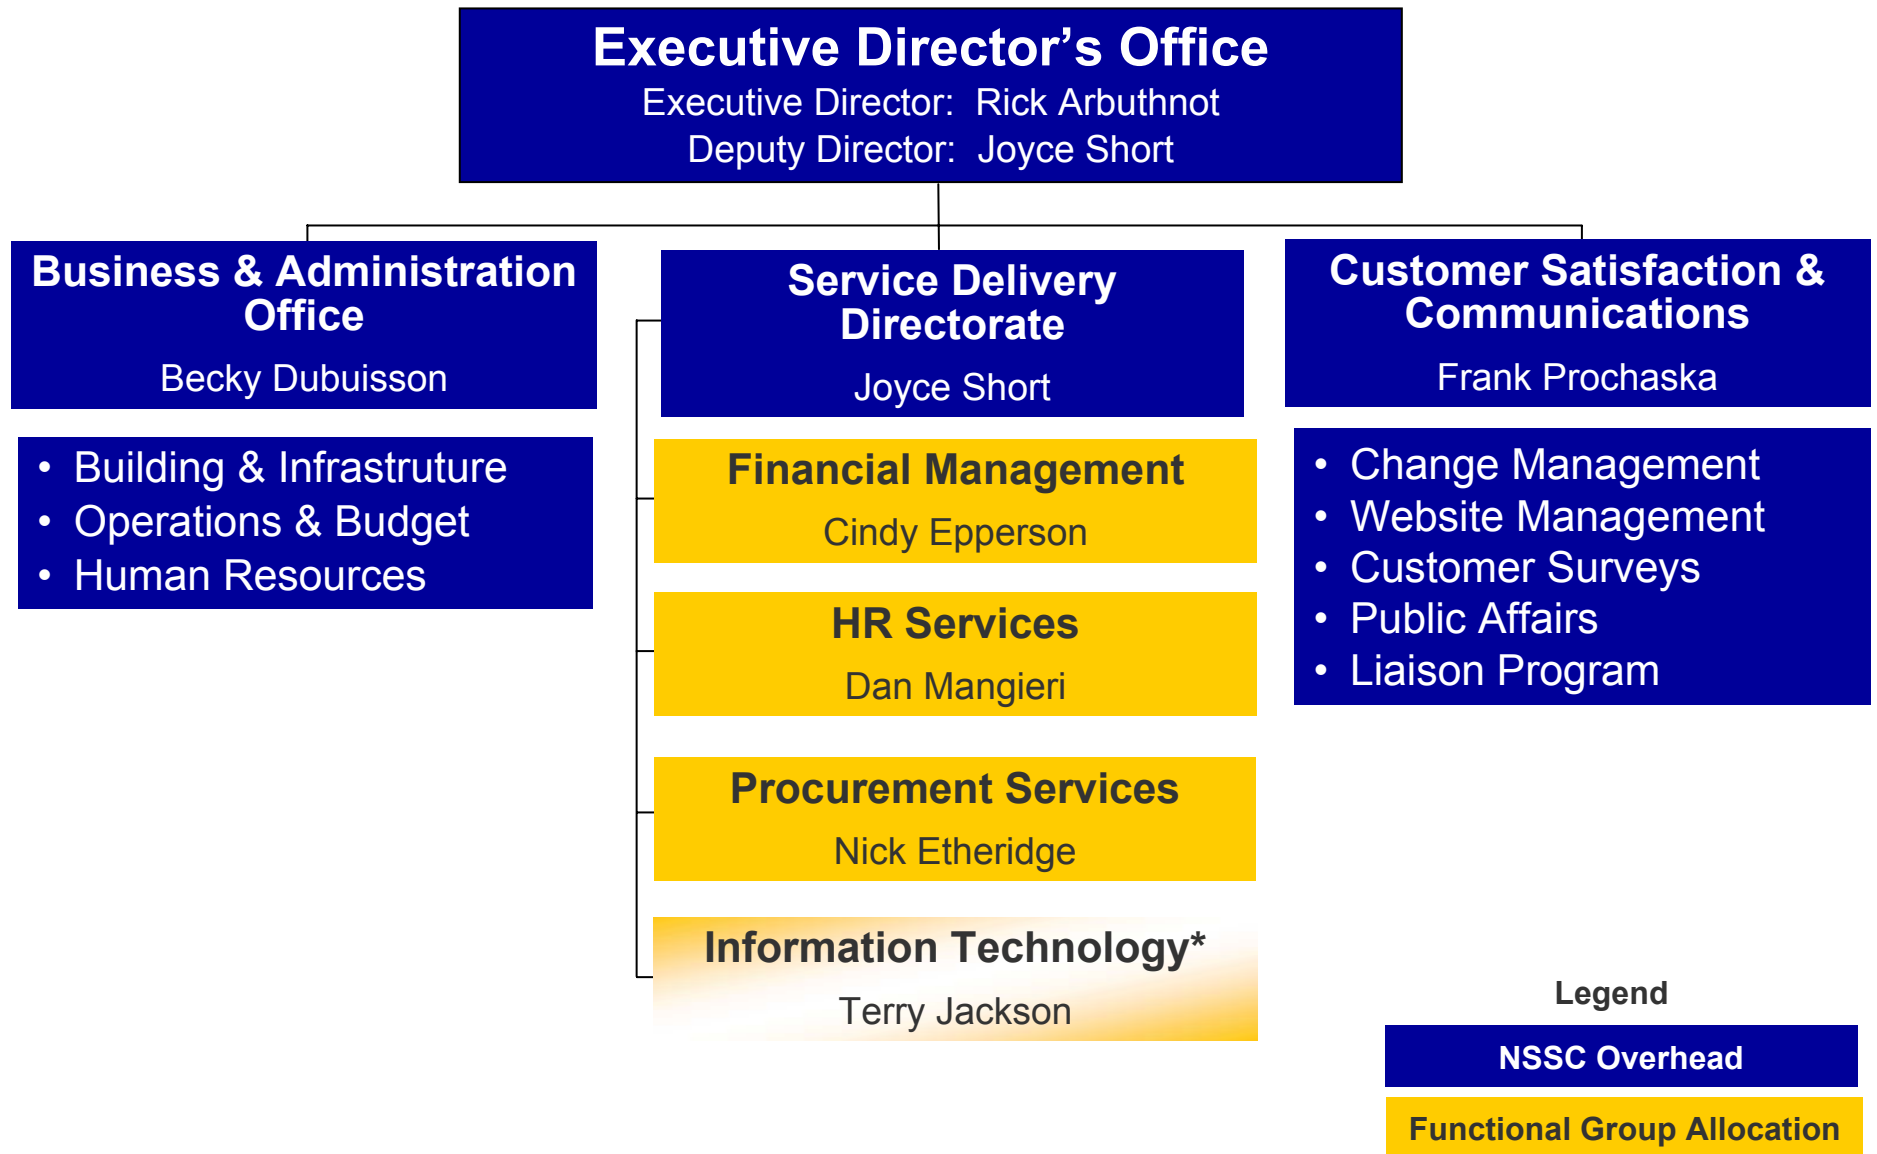 Executive Director’s Office
Executive Director:  Rick Arbuthnot
Deputy Director:  Joyce Short
Business & Administration
Office
Becky Dubuisson
• Building & Infrastruture
• Operations & Budget
• Human Resources
Service Delivery
Directorate
Joyce Short
Financial Management
Cindy Epperson
HR Services
Dan Mangieri
Procurement Services
Nick Etheridge
Information Technology*
Terry Jackson
Customer Satisfaction &
Communications
Frank Prochaska
• Change Management
• Website Management
• Customer Surveys
• Public Affairs
• Liaison Program
Legend
NSSC Overhead
Functional Group Allocation